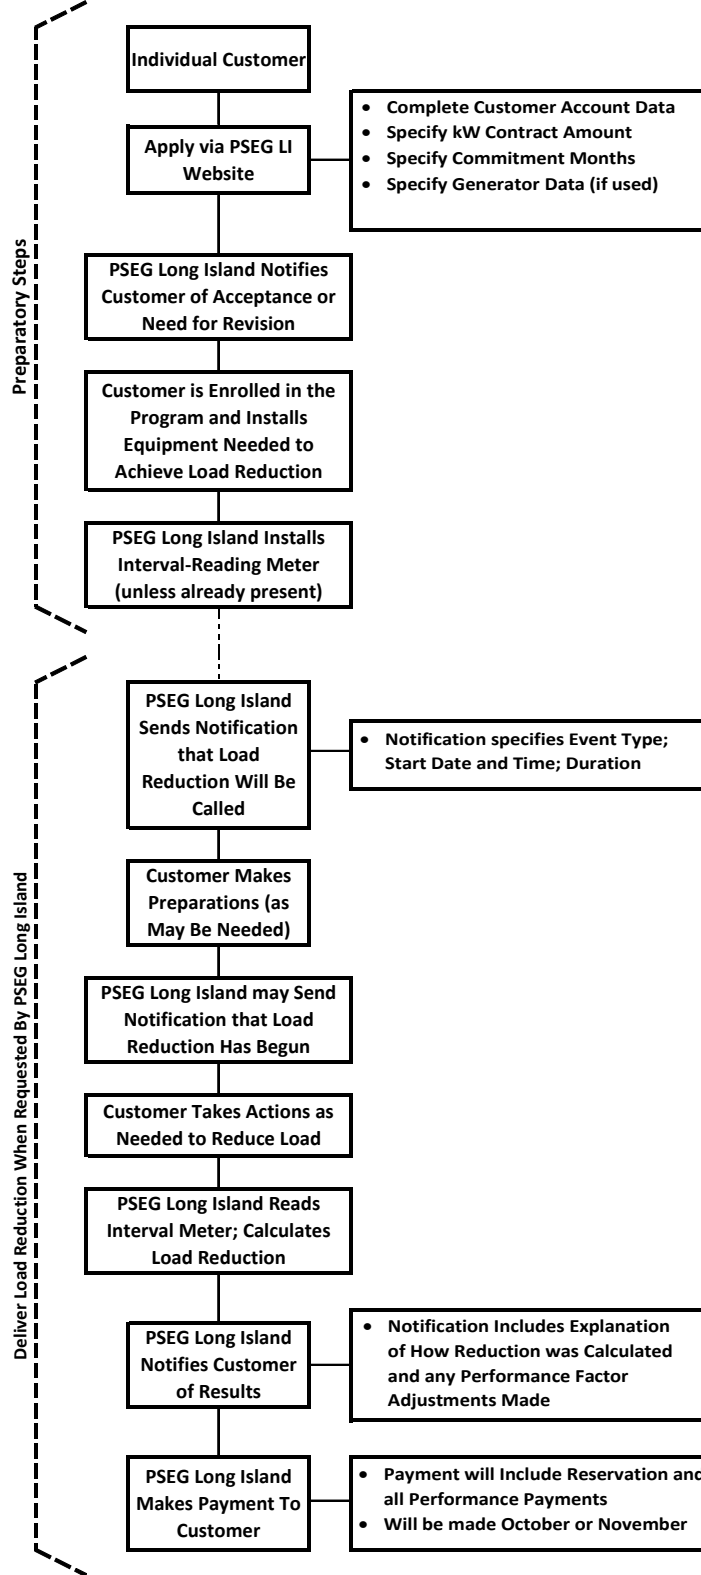 Individual Customer
Apply via PSEG LI
Website
• Complete Customer Account Data
• Specify kW Contract Amount
• Specify Commitment Months
• Specify Generator Data (if used)
PSEG Long Island Notifies
Customer of Acceptance or
Need for Revision
Customer is Enrolled in the
Program and Installs
Equipment Needed to
Achieve Load Reduction
PSEG Long Island Installs
Interval-Reading Meter
(unless already present)
Preparatory Steps
PSEG Long Island
Sends Notification
that Load
Reduction Will Be
Called
• Notification specifies Event Type;
Start Date and Time; Duration
Customer Makes
Preparations (as
May Be Needed)
PSEG Long Island may Send
Notification that Load
Reduction Has Begun
Customer Takes Actions as
Needed to Reduce Load
PSEG Long Island Reads
Interval Meter; Calculates
Load Reduction
PSEG Long Island
Notifies Customer
of Results
• Notification Includes Explanation
of How Reduction was Calculated
and any Performance Factor
Adjustments Made
PSEG Long Island
Makes Payment To
Customer
• Payment will Include Reservation and
all Performance Payments
• Will be made October or November
Deliver Load Reduction When Requested By PSEG Long Island